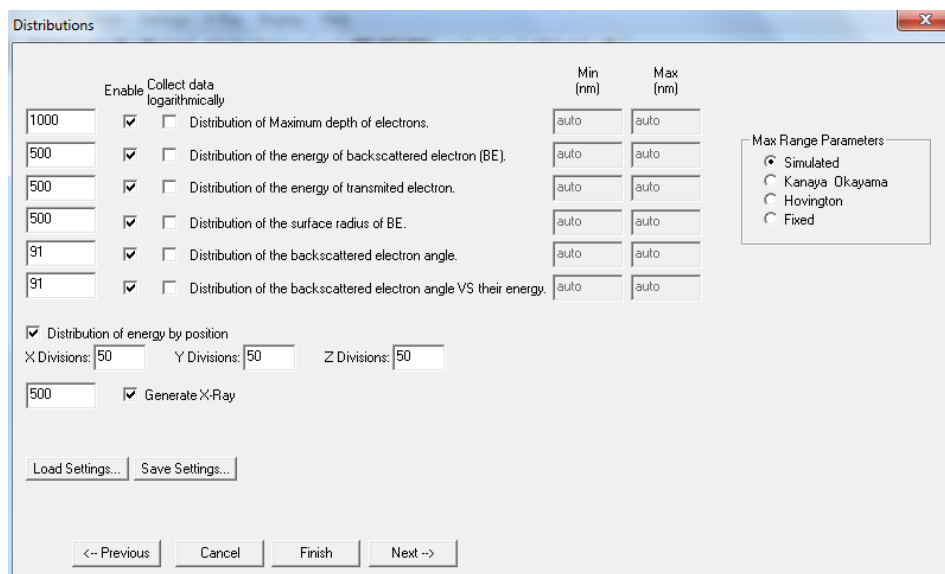 Distributions
Enable
Collect data
logarithmically
Min
(nm)
Max
(nm)
1000 Distribution of Maximum depth of electrons. auto auto
500 Distribution of the energy of backscattered electron (BE). auto auto
500 Distribution of the energy of transmited electron. auto auto
500 Distribution of the surface radius of BE. auto auto
91 Distribution of the backscattered electron angle. auto auto
91 Distribution of the backscattered electron angle VS their energy. auto auto
Max Range Parameters
Simulated
Kanaya Okayama
Hovington
Fixed
Distribution of energy by position
X Divisions: 50 Y Divisions: 50 Z Divisions: 50
500 Generate X-Ray
Load Settings... Save Settings...
<-- Previous Cancel Finish Next -->